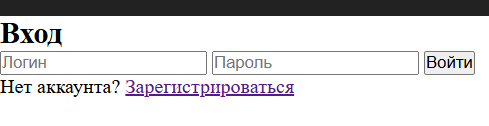 Вход
Логин Пароль Войти
Нет аккаунта? Зарегистрироваться